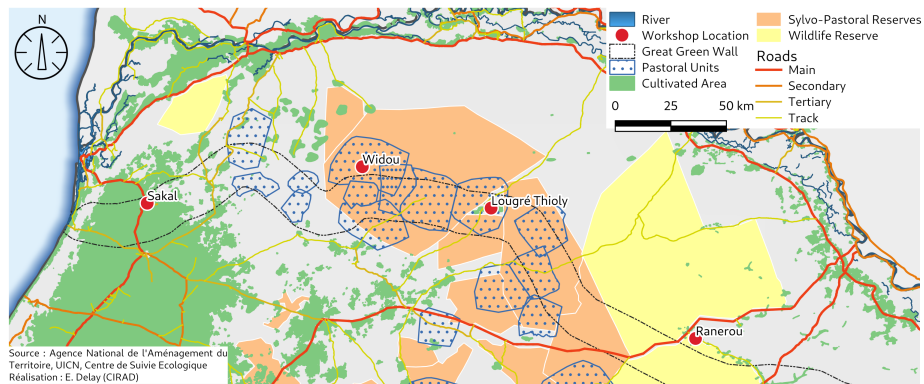 N
River
Workshop Location
Great Green Wall
Pastoral Units
Cultivated Area
0 25 50 km
Sylvo-Pastoral Reserves
Wildlife Reserve
Roads
Main
Secondary
Tertiary
Track
Widou
Sakal
Lougré Thioly
Ranerou
Source : Agence National de l'Aménagement du
Territoire, UICN, Centre de Suivie Ecologique
Réalisation : E. Delay (CIRAD)